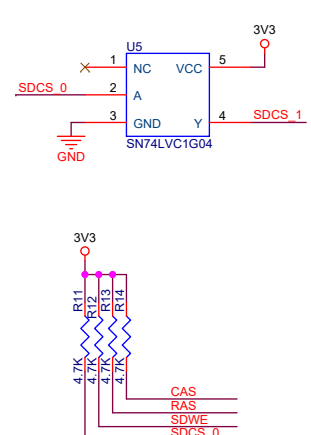 U5
3V3
1
NC
VCC
5
SDCS_0
2
A
3
GND
Y
4
SDCS_1
GND
SN74LVC1G04
3V3
R11
R12
R13
R14
4.7K
4.7K
4.7K
4.7K
CAS
RAS
SDWE
SDCS_0